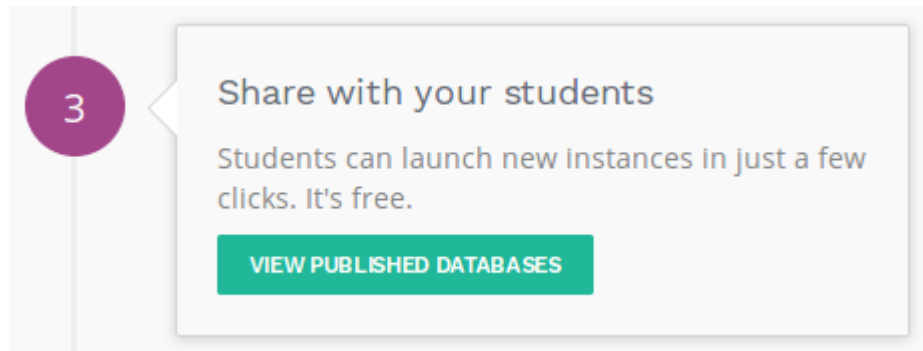 3
Share with your students
Students can launch new instances in just a few
clicks. It's free.
VIEW PUBLISHED DATABASES